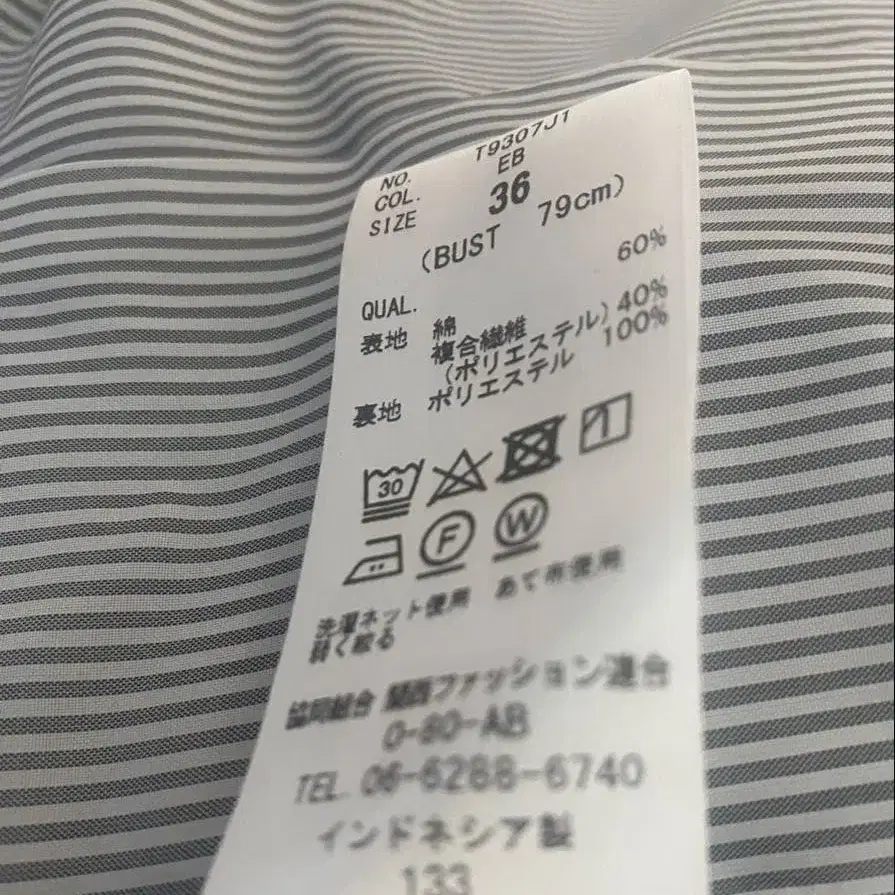 NO. T9307J1
COL. EB
SIZE 36
(BUST 79cm)
QUAL.
表地 綿 60%
複合繊維
(ポリエステル) 40%
裏地 ポリエステル 100%
30
F W
洗濯ネット使用 あて布使用
弱く絞る
協同組合 関西ファッション連合
0-80-AB
TEL. 06-6288-6740
インドネシア製
133